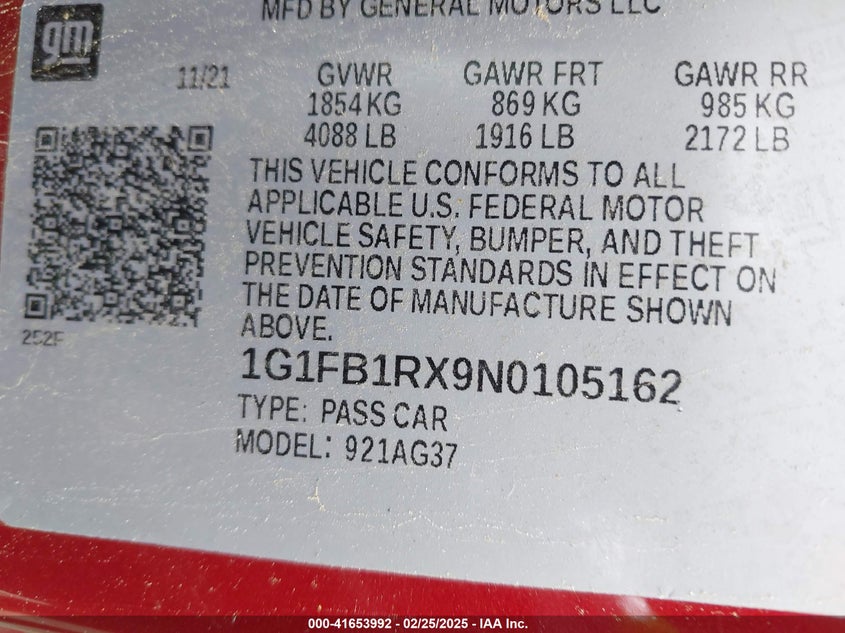 MFD BY GENERAL MOTORS LLC
gm
11/21 GVWR GAWR FRT GAWR RR
1854 KG 869 KG 985 KG
4088 LB 1916 LB 2172 LB
THIS VEHICLE CONFORMS TO ALL
APPLICABLE U.S. FEDERAL MOTOR
VEHICLE SAFETY, BUMPER, AND THEFT
PREVENTION STANDARDS IN EFFECT ON
THE DATE OF MANUFACTURE SHOWN
ABOVE.
252F
1G1FB1RX9N0105162
TYPE: PASS CAR
MODEL: 921AG37
000-41653992 / 02/25/2025 - IAA Inc.